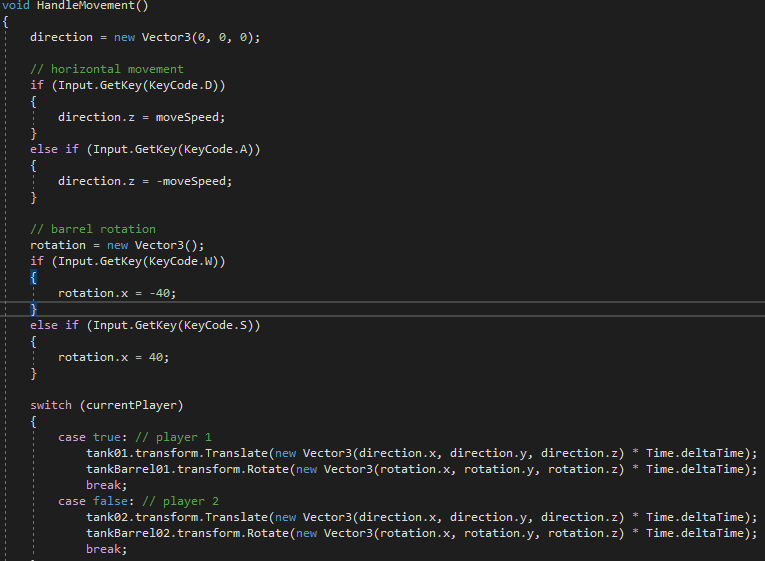 void HandleMovement()
{
direction = new Vector3(0, 0, 0);
// horizontal movement
if (Input.GetKey(KeyCode.D))
{
direction.z = moveSpeed;
}
else if (Input.GetKey(KeyCode.A))
{
direction.z = -moveSpeed;
}
// barrel rotation
rotation = new Vector3();
if (Input.GetKey(KeyCode.W))
{
rotation.x = -40;
}
else if (Input.GetKey(KeyCode.S))
{
rotation.x = 40;
}
switch (currentPlayer)
{
case true: // player 1
tank01.transform.Translate(new Vector3(direction.x, direction.y, direction.z) * Time.deltaTime);
tankBarrel01.transform.Rotate(new Vector3(rotation.x, rotation.y, rotation.z) * Time.deltaTime);
break;
case false: // player 2
tank02.transform.Translate(new Vector3(direction.x, direction.y, direction.z) * Time.deltaTime);
tankBarrel02.transform.Rotate(new Vector3(rotation.x, rotation.y, rotation.z) * Time.deltaTime);
break;